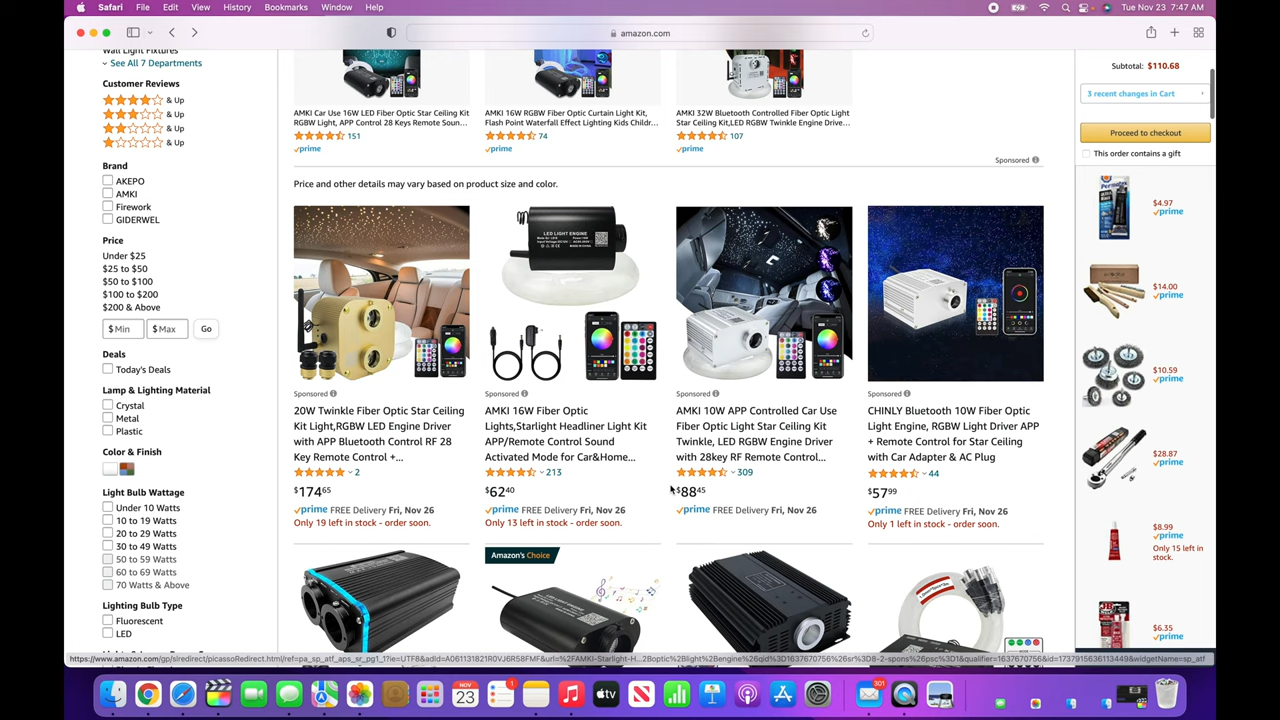 Safari File Edit View History Bookmarks Window Help
Tue Nov 23 7:47 AM
amazon.com
Wall Light Fixtures
See All 7 Departments
Customer Reviews
& Up
& Up
& Up
& Up
Brand
AKEPO
AMKI
Firework
GIDERWEL
Price
Under $25
$25 to $50
$50 to $100
$100 to $200
$200 & Above
$ Min $ Max Go
Deals
Today's Deals
Lamp & Lighting Material
Crystal
Metal
Plastic
Color & Finish
Light Bulb Wattage
Under 10 Watts
10 to 19 Watts
20 to 29 Watts
30 to 49 Watts
50 to 59 Watts
60 to 69 Watts
70 Watts & Above
Lighting Bulb Type
Fluorescent
LED
AMKI Car Use 16W LED Fiber Optic Star Ceiling Kit
RGBW Light, APP Control 28 Keys Remote Soun...
151
prime
AMKI 16W RGBW Fiber Optic Curtain Light Kit,
Flash Point Waterfall Effect Lighting Kids Childr...
74
prime
AMKI 32W Bluetooth Controlled Fiber Optic Light
Star Ceiling Kit,LED RGBW Twinkle Engine Drive...
107
prime
Sponsored
Price and other details may vary based on product size and color.
Sponsored
20W Twinkle Fiber Optic Star Ceiling
Kit Light,RGBW LED Engine Driver
with APP Bluetooth Control RF 28
Key Remote Control +...
2
$174 65
prime FREE Delivery Fri, Nov 26
Only 19 left in stock - order soon.
LED LIGHT ENGINE
Sponsored
AMKI 16W Fiber Optic
Lights,Starlight Headliner Light Kit
APP/Remote Control Sound
Activated Mode for Car&Home...
213
$62 40
prime FREE Delivery Fri, Nov 26
Only 13 left in stock - order soon.
Sponsored
AMKI 10W APP Controlled Car Use
Fiber Optic Light Star Ceiling Kit
Twinkle, LED RGBW Engine Driver
with 28key RF Remote Control...
309
$88 45
prime FREE Delivery Fri, Nov 26
Sponsored
CHINLY Bluetooth 10W Fiber Optic
Light Engine, RGBW Light Driver APP
+ Remote Control for Star Ceiling
with Car Adapter & AC Plug
44
$57 99
prime FREE Delivery Fri, Nov 26
Only 1 left in stock - order soon.
Amazon's Choice
Subtotal: $110.68
3 recent changes in Cart
Proceed to checkout
This order contains a gift
Permatex
$4.97
prime
$14.00
prime
$10.59
prime
$28.87
prime
$8.99
prime
Only 15 left in
stock.
$6.35
prime
NOV
23
1
tv
301